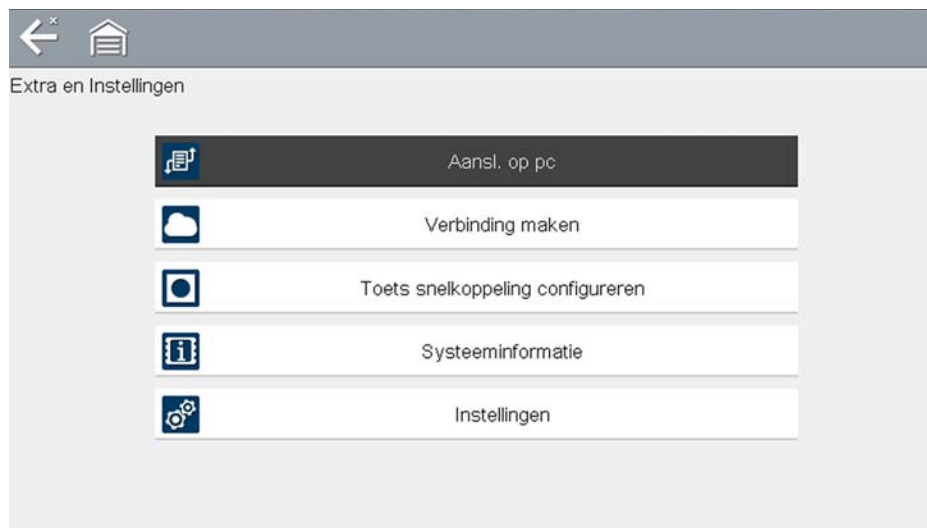 Extra en Instellingen
Aansl. op pc
Verbinding maken
Toets snelkoppeling configureren
Systeeminformatie
Instellingen